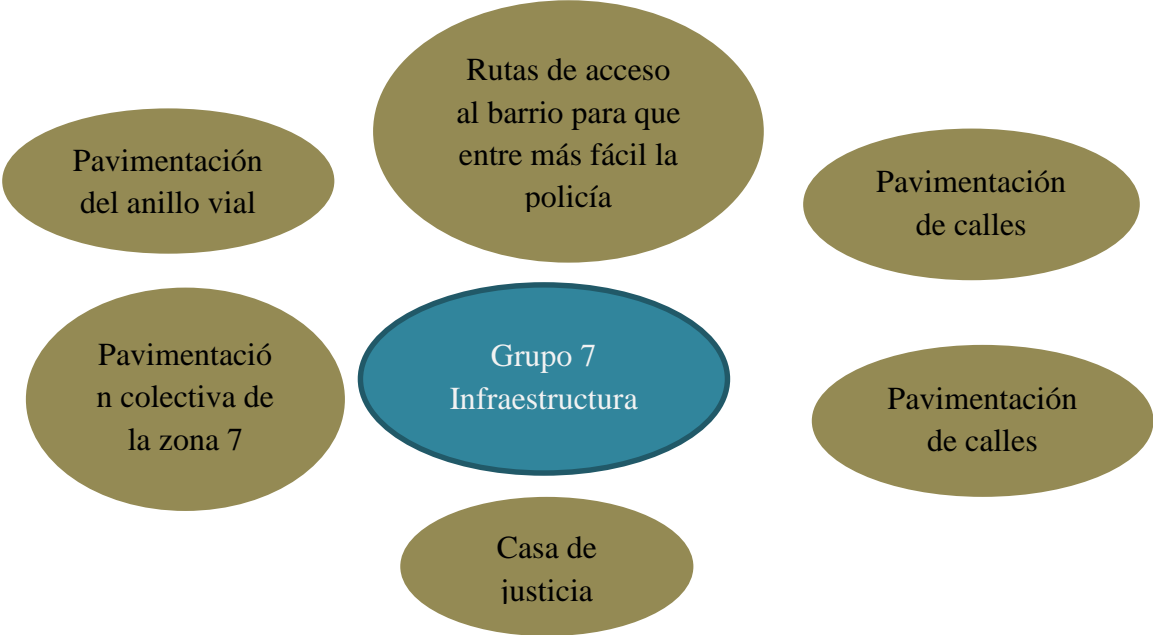 Rutas de acceso
al barrio para que
entre más fácil la
policía
Pavimentación
del anillo vial
Pavimentación
de calles
Pavimentació
n colectiva de
la zona 7
Grupo 7
Infraestructura
Pavimentación
de calles
Casa de
justicia